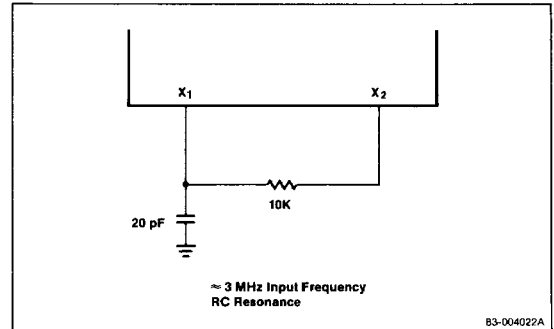 X₁ X₂
10K
20 pF
≈ 3 MHz Input Frequency
RC Resonance
83-004022A